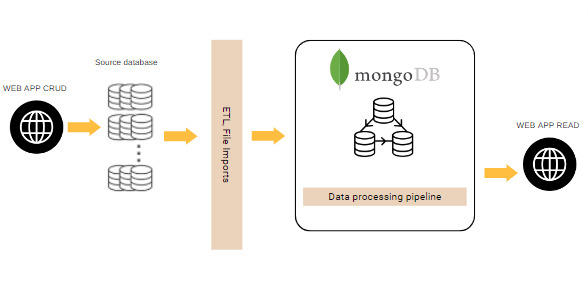 Source database
WEB APP CRUD
ETL, File Imports
mongoDB
Data processing pipeline
WEB APP READ